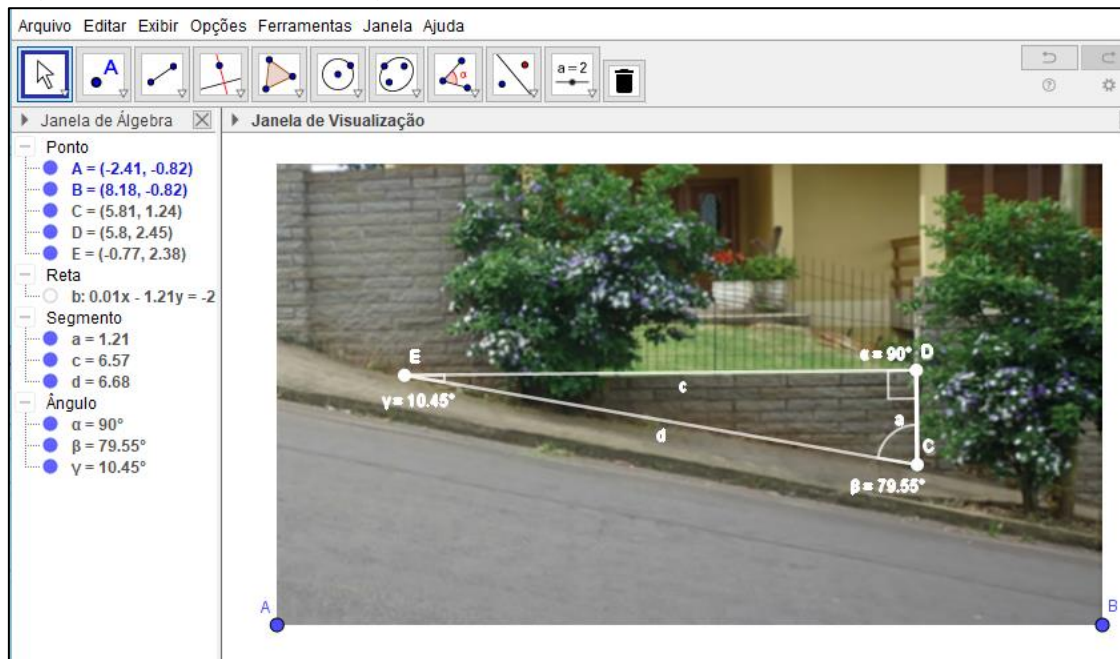 Arquivo Editar Exibir Opções Ferramentas Janela Ajuda
A
α
a=2
Janela de Álgebra
Janela de Visualização
Ponto
A = (-2.41, -0.82)
B = (8.18, -0.82)
C = (5.81, 1.24)
D = (5.8, 2.45)
E = (-0.77, 2.38)
Reta
b: 0.01x - 1.21y = -2
Segmento
a = 1.21
c = 6.57
d = 6.68
Ângulo
α = 90°
β = 79.55°
γ = 10.45°
E
α = 90° D
c
γ = 10.45°
a
d
C
β = 79.55°
A
B